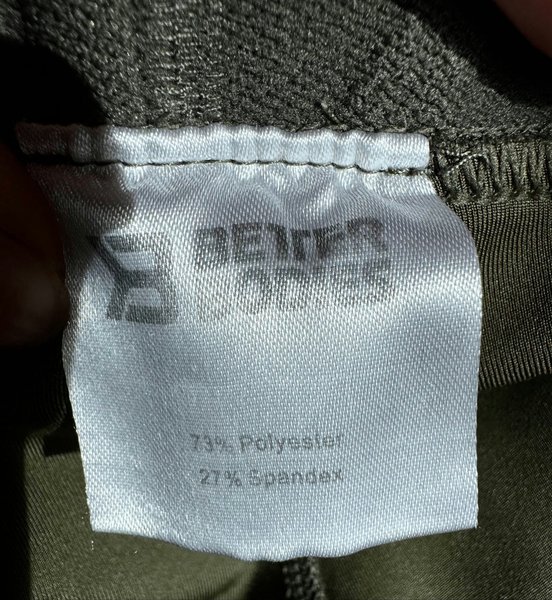 BETTER
BODIES
73% Polyester
27% Spandex